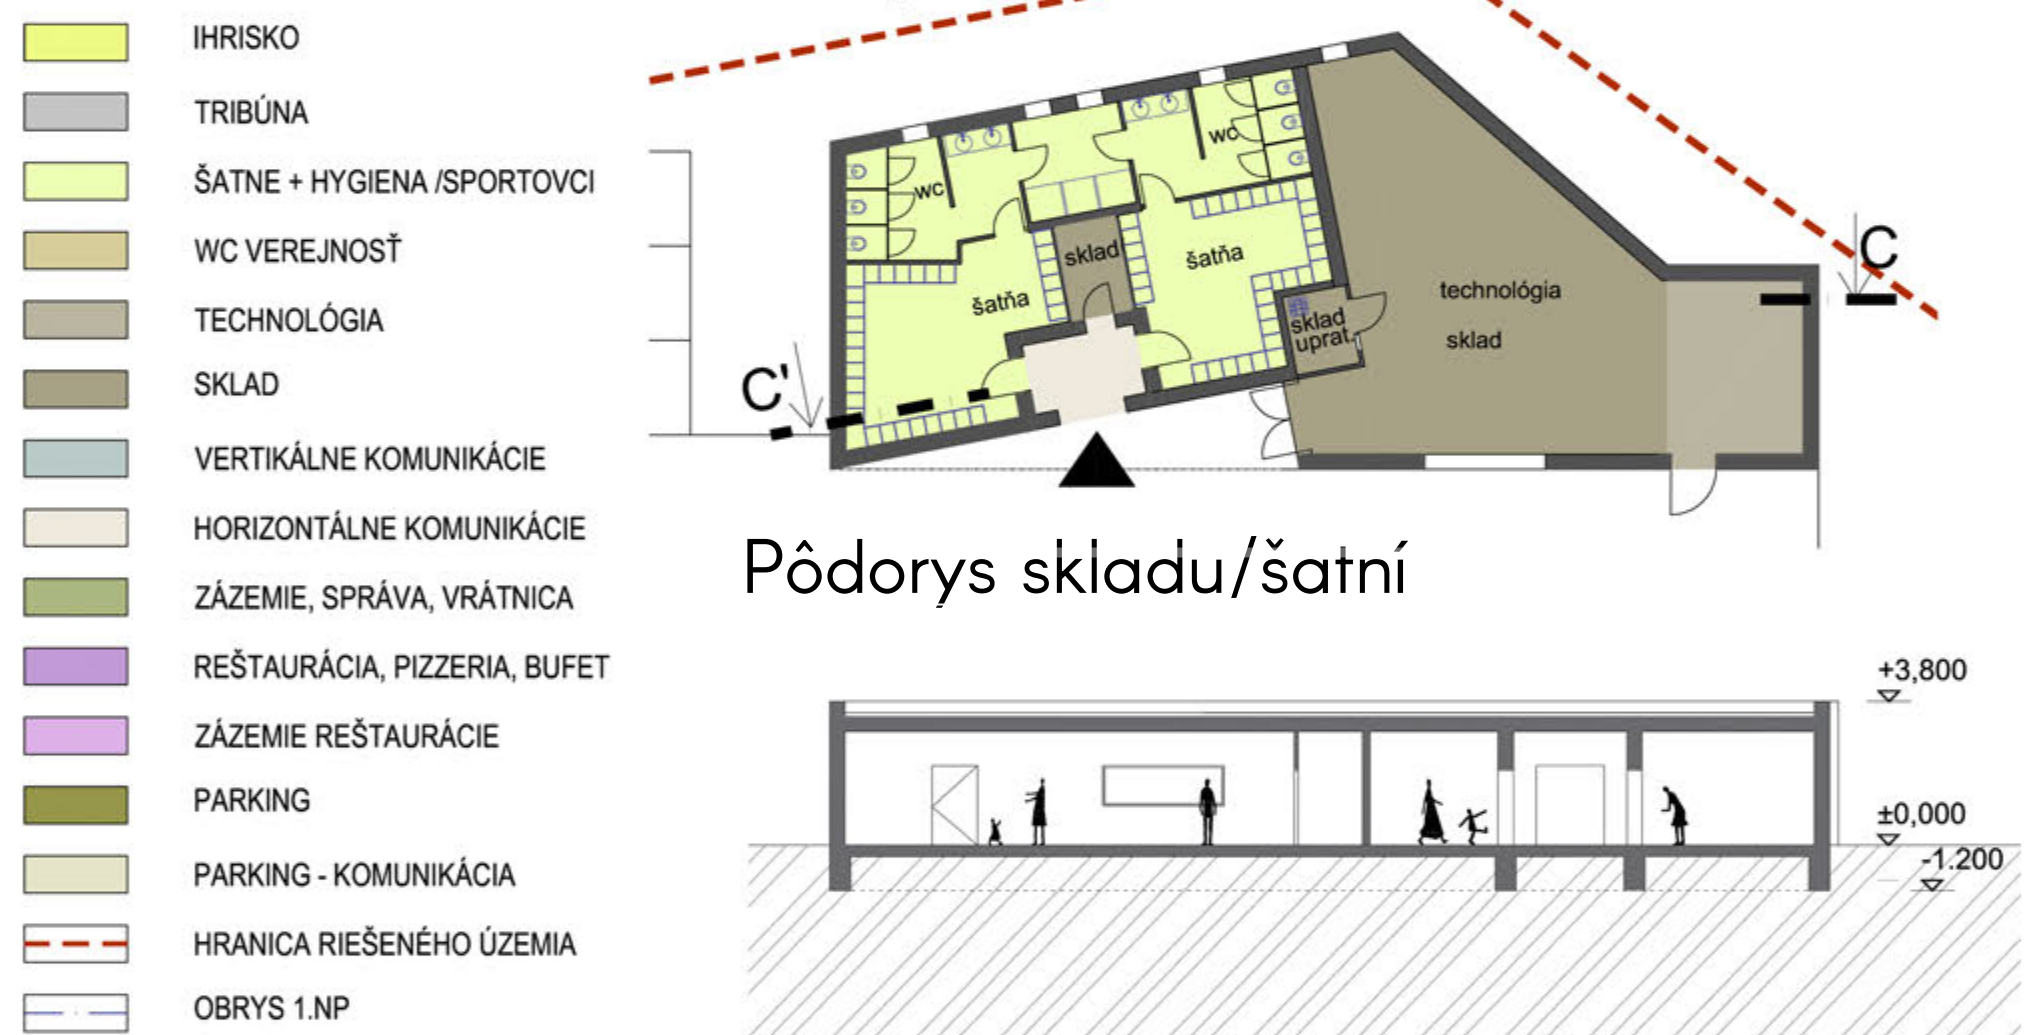 IHRISKO
TRIBÚNA
ŠATNE + HYGIENA /SPORTOVCI
WC VEREJNOSŤ
TECHNOLÓGIA
SKLAD
VERTIKÁLNE KOMUNIKÁCIE
HORIZONTÁLNE KOMUNIKÁCIE
ZÁZEMIE, SPRÁVA, VRÁTNICA
REŠTAURÁCIA, PIZZERIA, BUFET
ZÁZEMIE REŠTAURÁCIE
PARKING
PARKING - KOMUNIKÁCIA
HRANICA RIEŠENÉHO ÚZEMIA
OBRYS 1.NP
wc
wc
sklad
šatňa
šatňa
sklad
uprat.
technológia
sklad
C
C'
Pôdorys skladu/šatní
+3,800
±0,000
-1.200